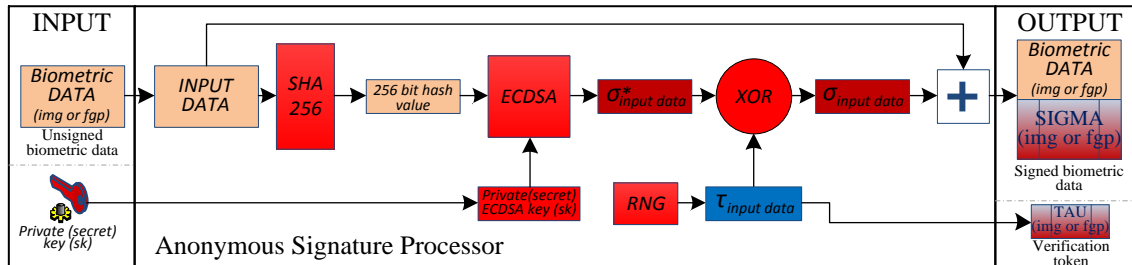 INPUT
Biometric
DATA
(img or fgp)
Unsigned
biometric data
Private (secret)
key (sk)
INPUT
DATA
SHA
256
256 bit hash
value
ECDSA
σ*input data
XOR
σinput data
+
Private(secret)
ECDSA key (sk)
RNG
τinput data
Anonymous Signature Processor
OUTPUT
Biometric
DATA
(img or fgp)
SIGMA
(img or fgp)
Signed biometric
data
TAU
(img or fgp)
Verification
token